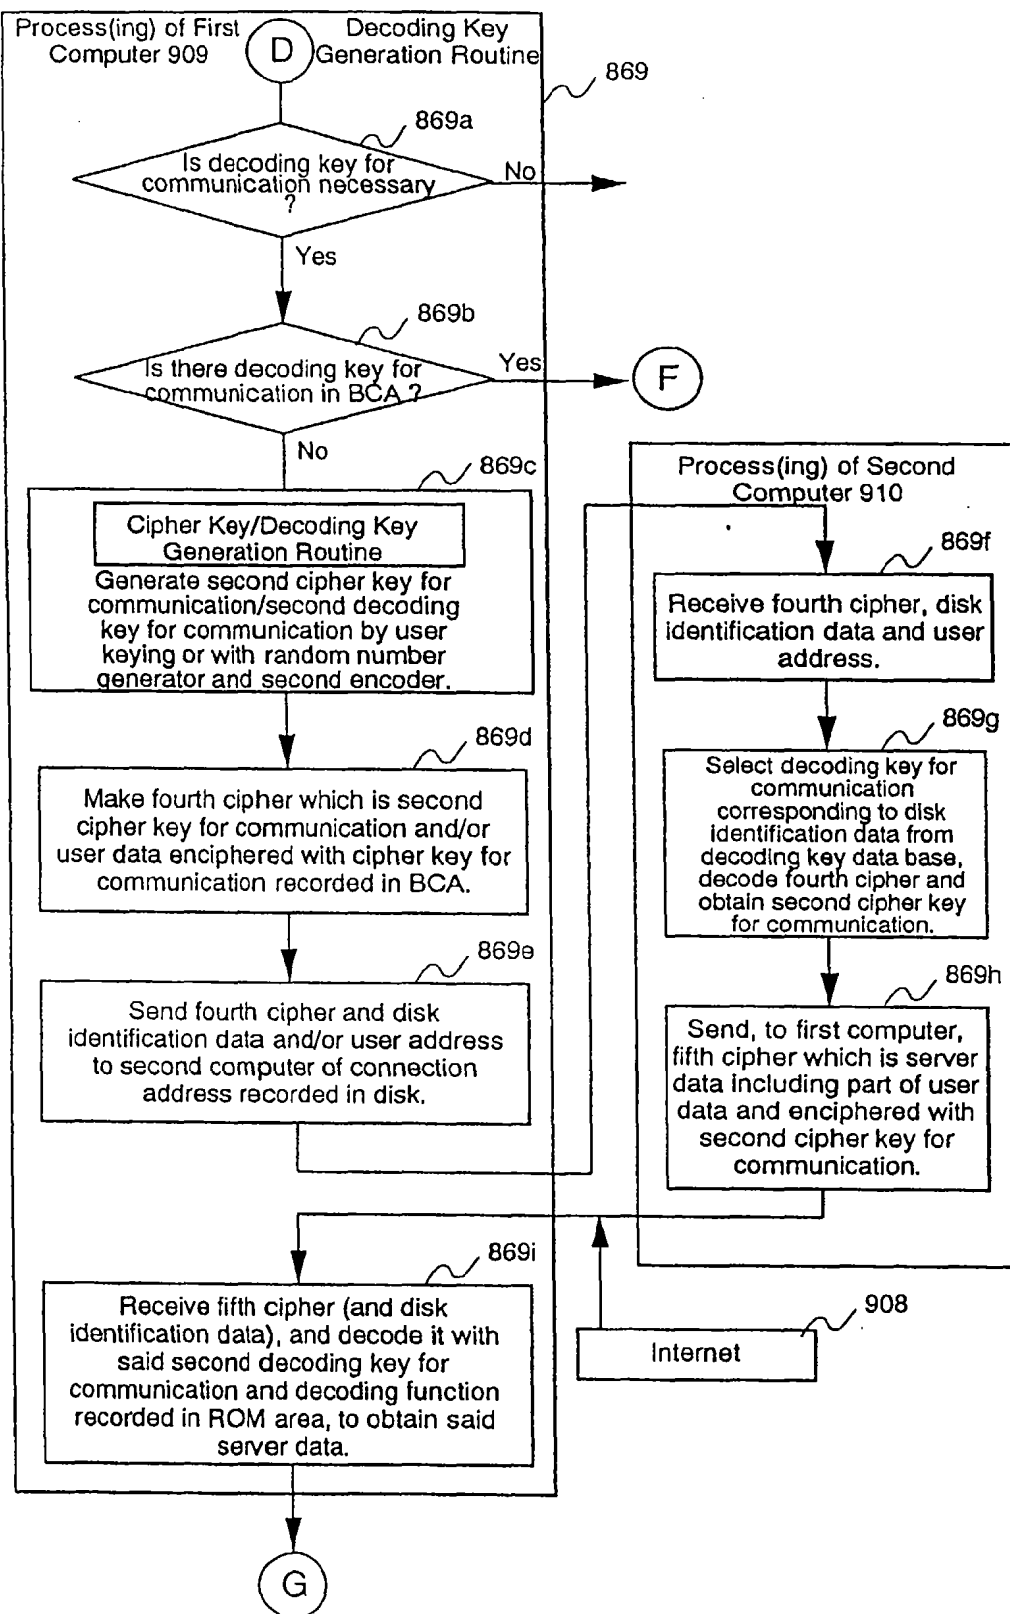 Process(ing) of First
Computer 909
D
Decoding Key
Generation Routine
869
869a
Is decoding key for
communication necessary
?
No
Yes
869b
Is there decoding key for
communication in BCA ?
Yes
F
No
869c
Cipher Key/Decoding Key
Generation Routine
Generate second cipher key for
communication/second decoding
key for communication by user
keying or with random number
generator and second encoder.
869d
Make fourth cipher which is second
cipher key for communication and/or
user data enciphered with cipher key for
communication recorded in BCA.
869e
Send fourth cipher and disk
identification data and/or user address
to second computer of connection
address recorded in disk.
Process(ing) of Second
Computer 910
869f
Receive fourth cipher, disk
identification data and user
address.
869g
Select decoding key for
communication
corresponding to disk
identification data from
decoding key data base,
decode fourth cipher and
obtain second cipher key
for communication.
869h
Send, to first computer,
fifth cipher which is server
data including part of user
data and enciphered with
second cipher key for
communication.
869i
Receive fifth cipher (and disk
identification data), and decode it with
said second decoding key for
communication and decoding function
recorded in ROM area, to obtain said
server data.
908
Internet
G